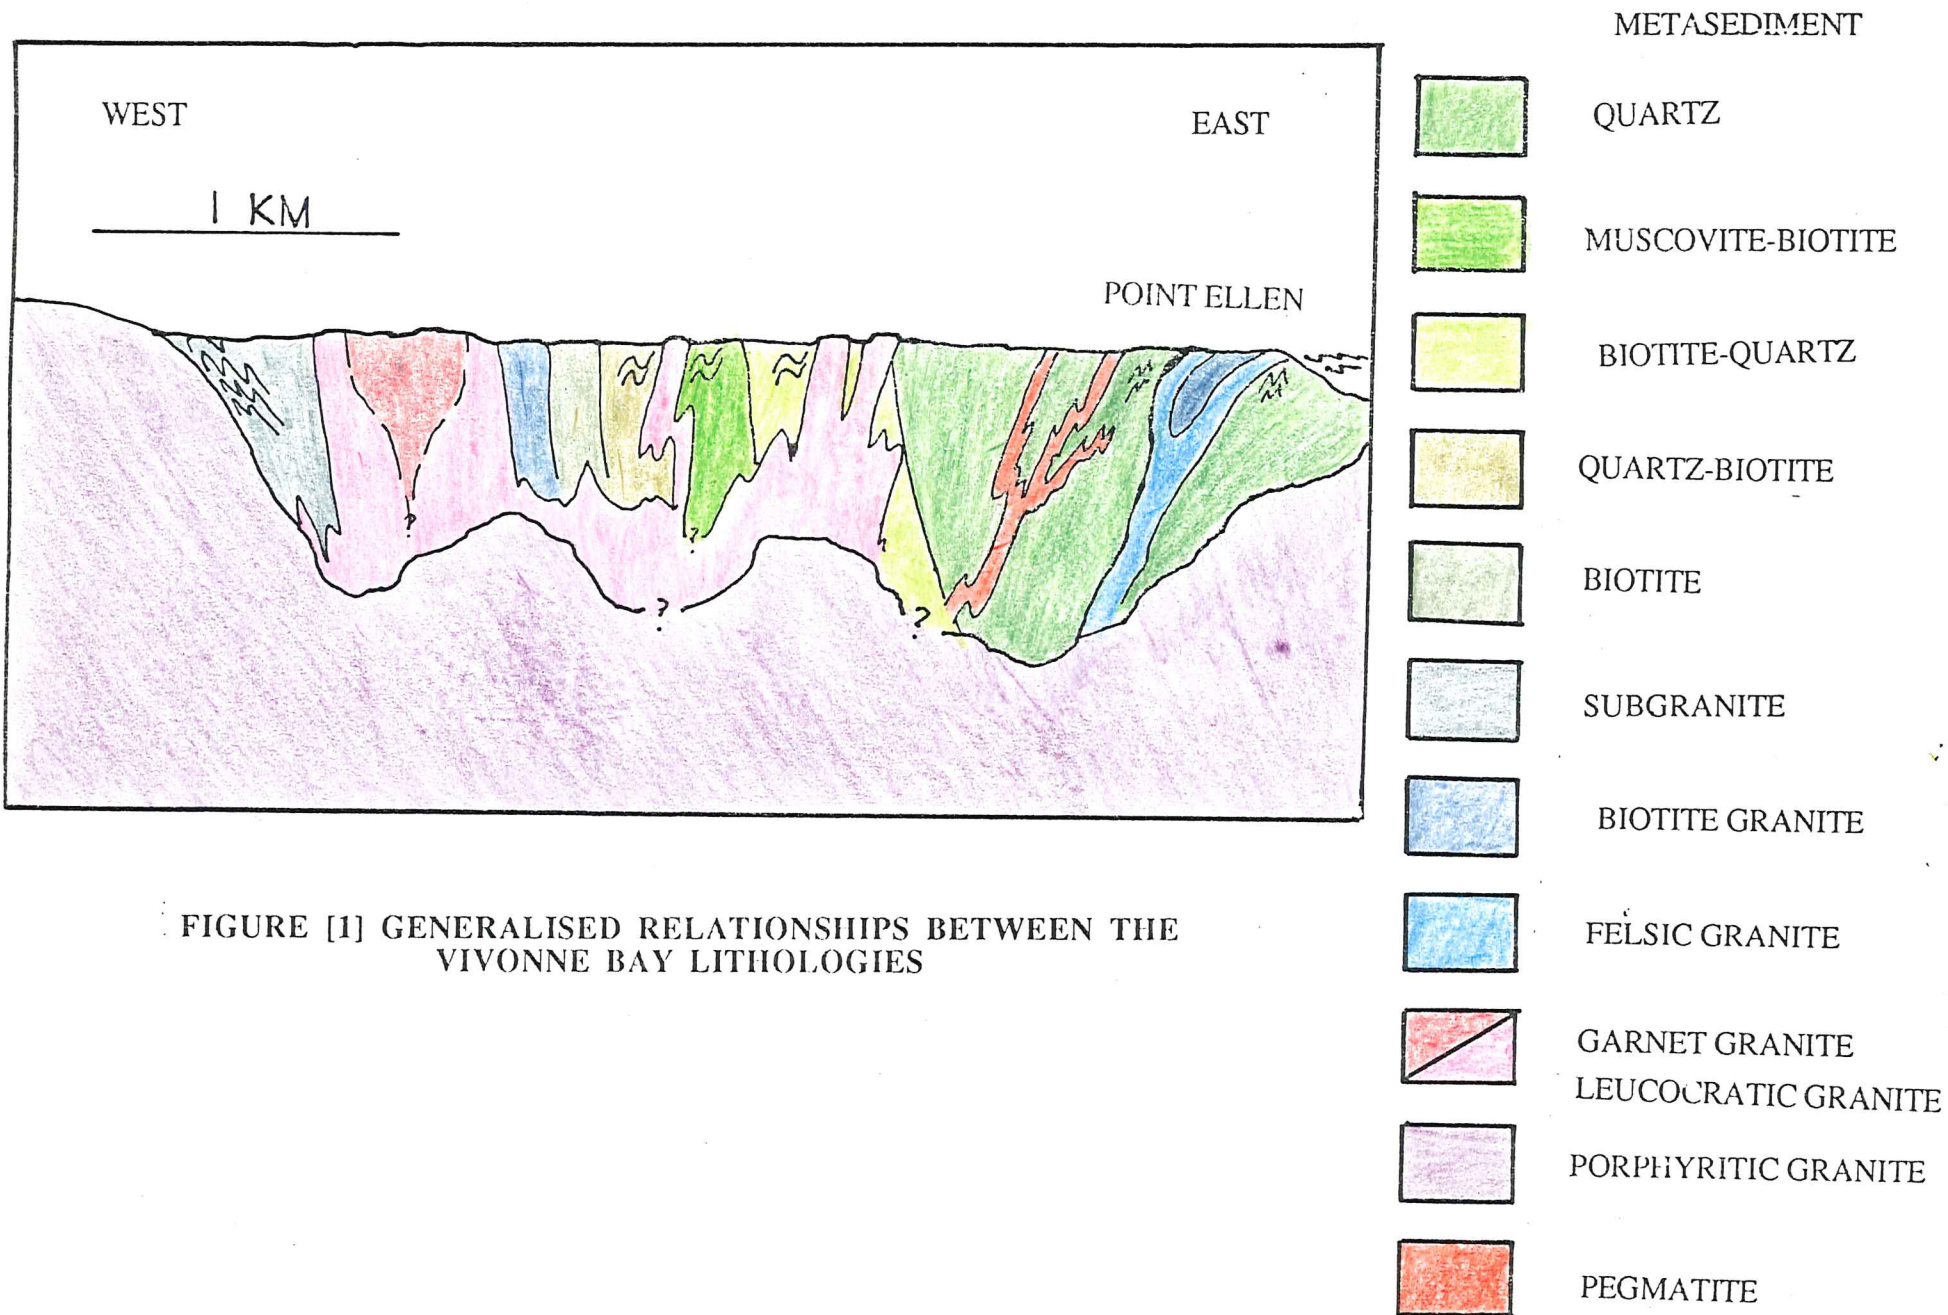 METASEDIMENT
WEST
EAST
1 KM
POINT ELLEN
?
?
?
?
QUARTZ
MUSCOVITE-BIOTITE
BIOTITE-QUARTZ
QUARTZ-BIOTITE
BIOTITE
SUBGRANITE
BIOTITE GRANITE
FELSIC GRANITE
GARNET GRANITE
LEUCOCRATIC GRANITE
PORPHYRITIC GRANITE
PEGMATITE
FIGURE [1] GENERALISED RELATIONSHIPS BETWEEN THE
VIVONNE BAY LITHOLOGIES